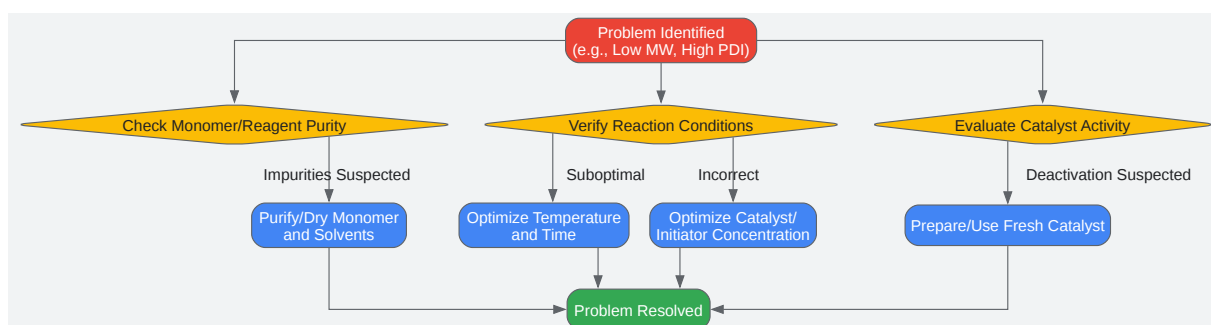 Problem Identified
(e.g., Low MW, High PDI)
Check Monomer/Reagent Purity
Verify Reaction Conditions
Evaluate Catalyst Activity
Impurities Suspected
Suboptimal
Incorrect
Deactivation Suspected
Purify/Dry Monomer
and Solvents
Optimize Temperature
and Time
Optimize Catalyst/
Initiator Concentration
Prepare/Use Fresh Catalyst
Problem Resolved